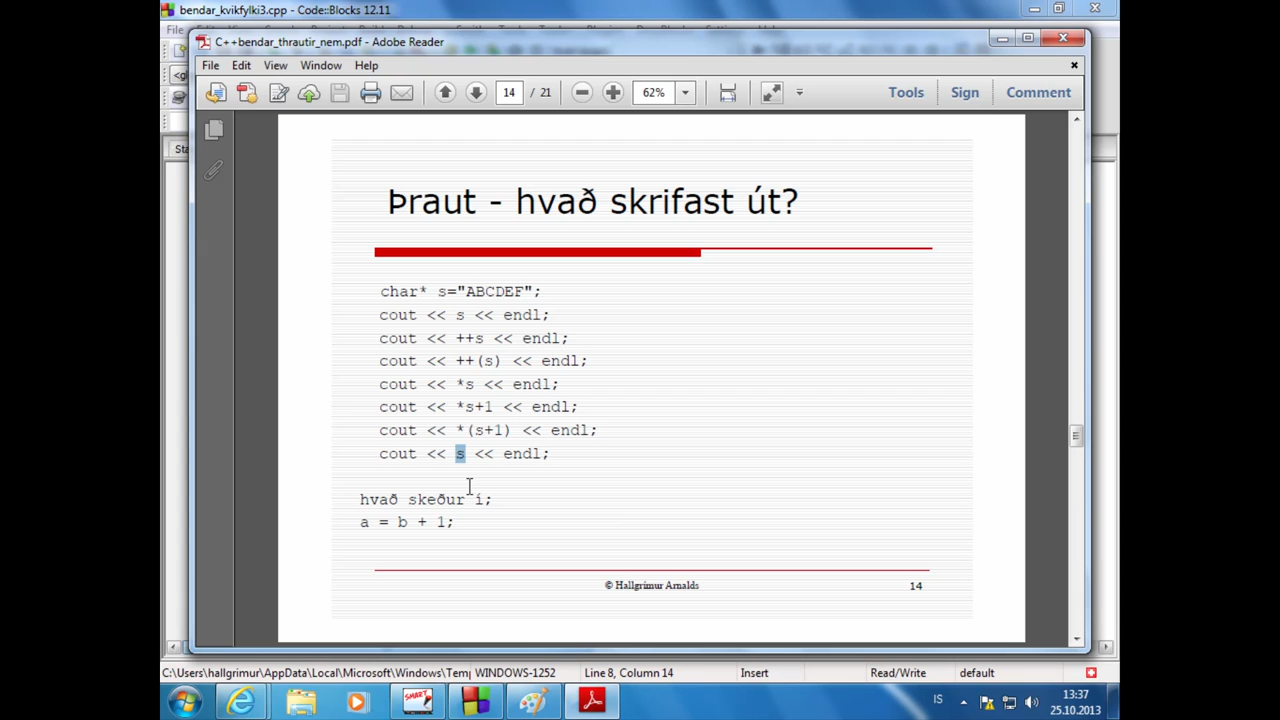 bendar_kvikfylki3.cpp - Code::Blocks 12.11
C++bendar_thrautir_nem.pdf - Adobe Reader
File Edit View Window Help
14 / 21 62% Tools Sign Comment
Þraut - hvað skrifast út?
char* s="ABCDEF";
cout << s << endl;
cout << ++s << endl;
cout << ++(s) << endl;
cout << *s << endl;
cout << *s+1 << endl;
cout << *(s+1) << endl;
cout << s << endl;
hvað skeður í;
a = b + 1;
© Hallgrímur Arnalds 14
C:\Users\hallgrimur\AppData\Local\Microsoft\Windows\Temp WINDOWS-1252 Line 8, Column 14 Insert Read/Write default
SMART IS 13:37
25.10.2013